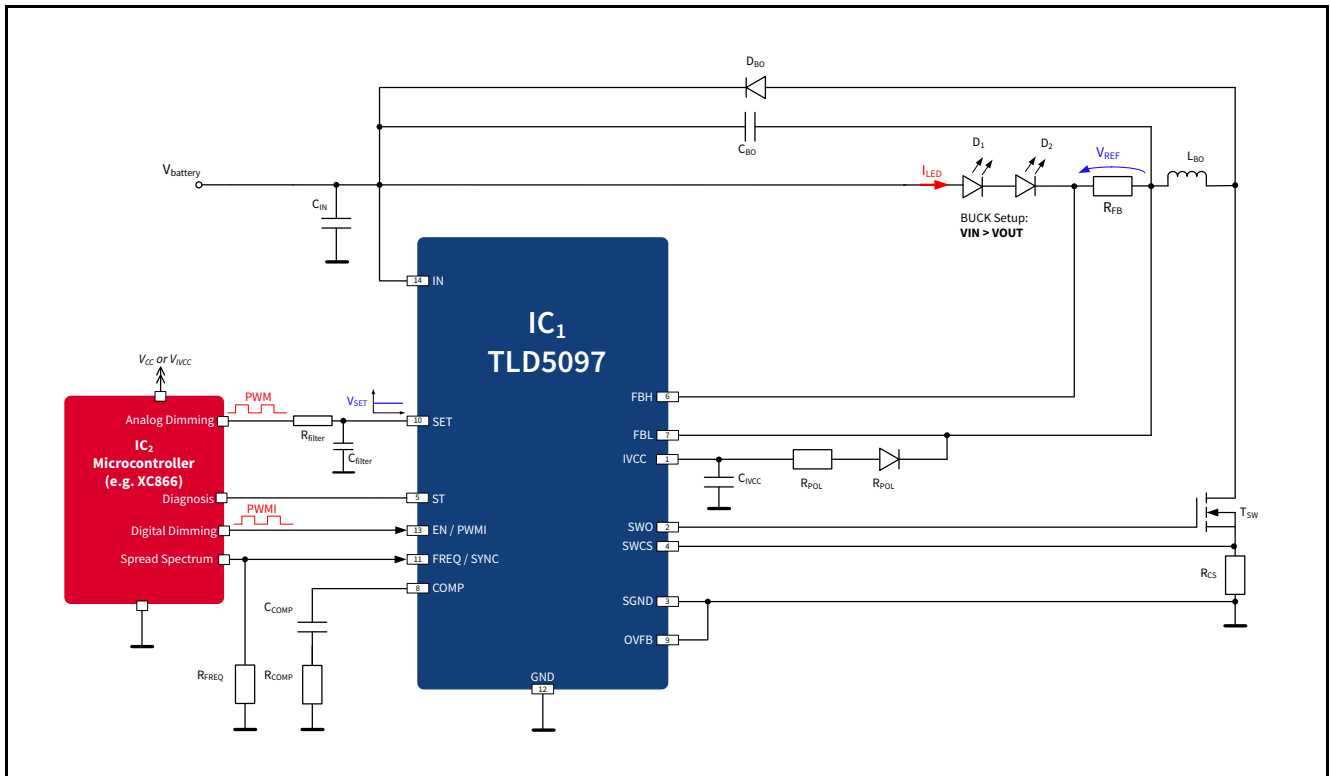 DBO
CBO
Vbattery
CIN
ILED
D1
D2
VREF
RFB
LBO
BUCK Setup:
VIN > VOUT
14 IN
IC1
TLD5097
VCC or VIVCC
PWM
VSET
Analog Dimming
Rfilter
Cfilter
10 SET
FBH 6
FBL 7
IVCC 1
CIVCC
RPOL
RPOL
IC2
Microcontroller
(e.g. XC866)
Diagnosis
5 ST
PWMI
Digital Dimming
13 EN / PWMI
SWO 2
TSW
SWCS 4
Spread Spectrum
11 FREQ / SYNC
RCS
8 COMP
CCOMP
SGND 3
OVFB 9
RFREQ
RCOMP
GND
12